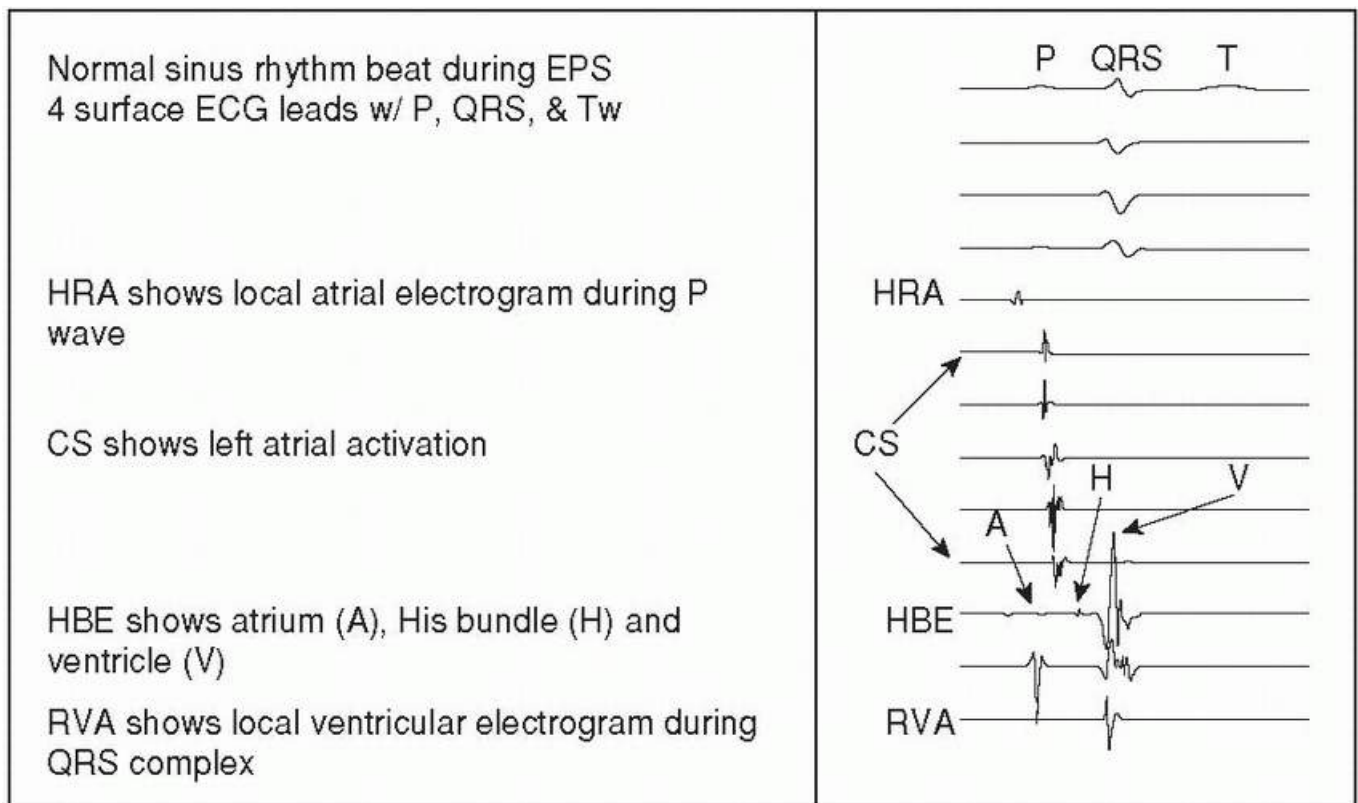 Normal sinus rhythm beat during EPS
4 surface ECG leads w/ P, QRS, & Tw
HRA shows local atrial electrogram during P
wave
CS shows left atrial activation
HBE shows atrium (A), His bundle (H) and
ventricle (V)
RVA shows local ventricular electrogram during
QRS complex
P QRS T
HRA
CS
H V
A
HBE
RVA